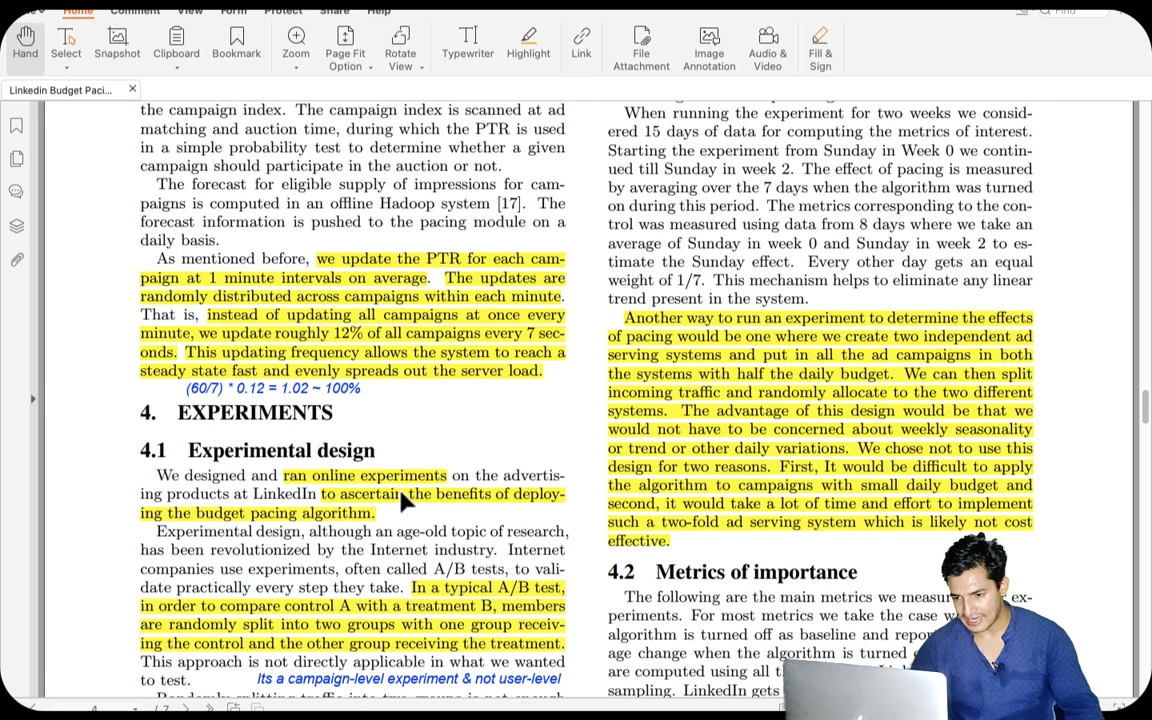 Home Comment View Form Protect Share Help
Find
Hand
Select
Snapshot
Clipboard
Bookmark
Zoom
Page Fit
Option
Rotate
View
Typewriter
Highlight
Link
File
Attachment
Image
Annotation
Audio &
Video
Fill &
Sign
Linkedin Budget Paci...
the campaign index. The campaign index is scanned at ad
matching and auction time, during which the PTR is used
in a simple probability test to determine whether a given
campaign should participate in the auction or not.
The forecast for eligible supply of impressions for cam-
paigns is computed in an offline Hadoop system [17]. The
forecast information is pushed to the pacing module on a
daily basis.
As mentioned before, we update the PTR for each cam-
paign at 1 minute intervals on average. The updates are
randomly distributed across campaigns within each minute.
That is, instead of updating all campaigns at once every
minute, we update roughly 12% of all campaigns every 7 sec-
onds. This updating frequency allows the system to reach a
steady state fast and evenly spreads out the server load.
(60/7) * 0.12 = 1.02 ~ 100%
4. EXPERIMENTS
4.1 Experimental design
We designed and ran online experiments on the advertis-
ing products at LinkedIn to ascertain the benefits of deploy-
ing the budget pacing algorithm.
Experimental design, although an age-old topic of research,
has been revolutionized by the Internet industry. Internet
companies use experiments, often called A/B tests, to vali-
date practically every step they take. In a typical A/B test,
in order to compare control A with a treatment B, members
are randomly split into two groups with one group receiv-
ing the control and the other group receiving the treatment.
This approach is not directly applicable in what we wanted
to test. Its a campaign-level experiment & not user-level
When running the experiment for two weeks we consid-
ered 15 days of data for computing the metrics of interest.
Starting the experiment from Sunday in Week 0 we contin-
ued till Sunday in week 2. The effect of pacing is measured
by averaging over the 7 days when the algorithm was turned
on during this period. The metrics corresponding to the con-
trol was measured using data from 8 days where we take an
average of Sunday in week 0 and Sunday in week 2 to es-
timate the Sunday effect. Every other day gets an equal
weight of 1/7. This mechanism helps to eliminate any linear
trend present in the system.
Another way to run an experiment to determine the effects
of pacing would be one where we create two independent ad
serving systems and put in all the ad campaigns in both
the systems with half the daily budget. We can then split
incoming traffic and randomly allocate to the two different
systems. The advantage of this design would be that we
would not have to be concerned about weekly seasonality
or trend or other daily variations. We chose not to use this
design for two reasons. First, It would be difficult to apply
the algorithm to campaigns with small daily budget and
second, it would take a lot of time and effort to implement
such a two-fold ad serving system which is likely not cost
effective.
4.2 Metrics of importance
The following are the main metrics we measur ex-
periments. For most metrics we take the case w
algorithm is turned off as baseline and repor
age change when the algorithm is turned
are computed using all t
sampling. LinkedIn gets